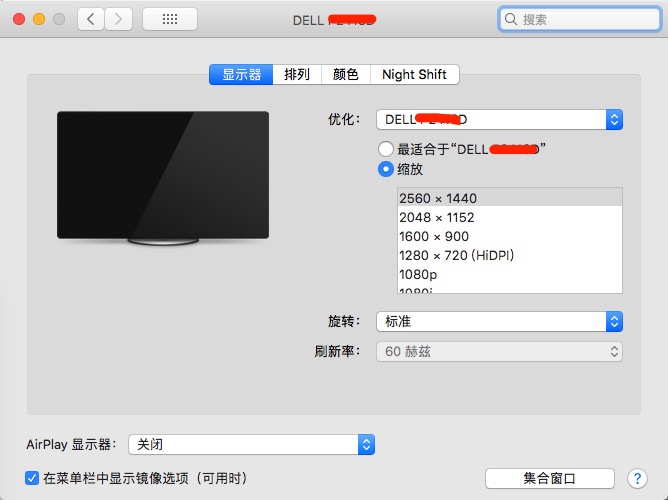 DELL
搜索
显示器 排列 颜色 Night Shift
优化： DELL
最适合于“DELL ”
缩放
2560 × 1440
2048 × 1152
1600 × 900
1280 × 720 (HiDPI)
1080p
1080i
旋转： 标准
刷新率： 60 赫兹
AirPlay 显示器： 关闭
在菜单栏中显示镜像选项（可用时）
集合窗口 ?